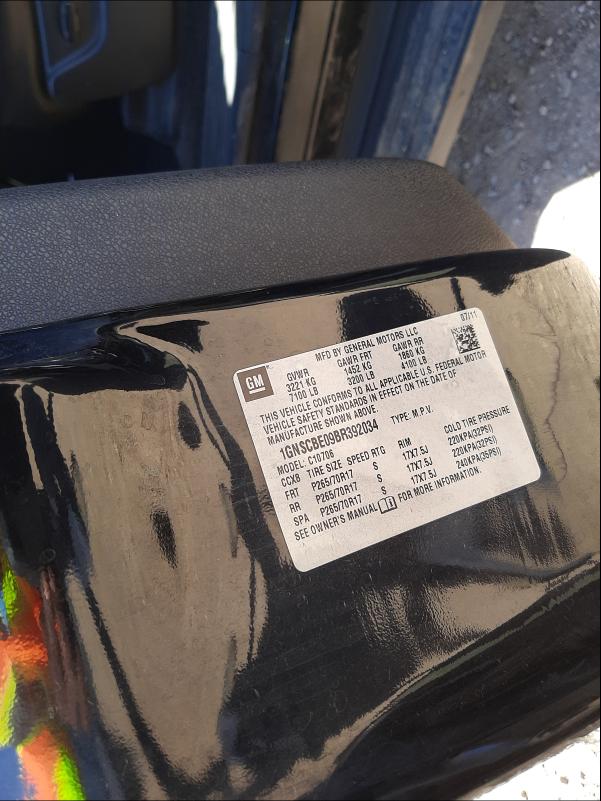 07/11
GM
MFD BY GENERAL MOTORS LLC
GVWR GAWR FRT GAWR RR
3221 KG 1452 KG 1860 KG
7100 LB 3200 LB 4100 LB
THIS VEHICLE CONFORMS TO ALL APPLICABLE U.S. FEDERAL MOTOR
VEHICLE SAFETY STANDARDS IN EFFECT ON THE DATE OF
MANUFACTURE SHOWN ABOVE.
1GNSCBE09BR392034 TYPE: M.P.V.
MODEL: C10706
CCXB TIRE SIZE SPEED RTG RIM COLD TIRE PRESSURE
FRT P265/70R17 S 17X7.5J 220KPA(32PSI)
RR P265/70R17 S 17X7.5J 220KPA(32PSI)
SPA P265/70R17 S 17X7.5J 240KPA(35PSI)
SEE OWNER'S MANUAL FOR MORE INFORMATION.